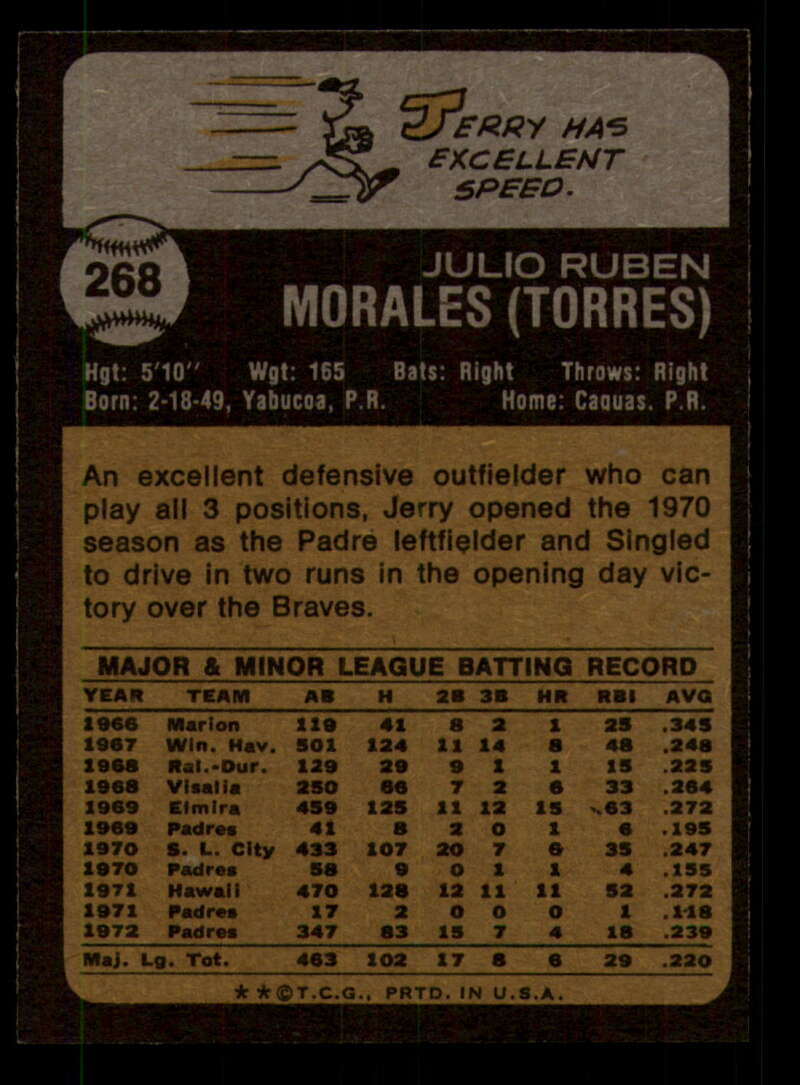 JERRY HAS
EXCELLENT
SPEED.
268
JULIO RUBEN
MORALES (TORRES)
Hgt: 5'10" Wgt: 165 Bats: Right Throws: Right
Born: 2-18-49, Yabucoa, P.R. Home: Caguas, P.R.
An excellent defensive outfielder who can
play all 3 positions, Jerry opened the 1970
season as the Padre leftfielder and Singled
to drive in two runs in the opening day vic-
tory over the Braves.
MAJOR & MINOR LEAGUE BATTING RECORD
YEAR TEAM AB H 2B 3B HR RBI AVG
1966 Marion 119 41 8 2 1 25 .345
1967 Win. Hav. 501 124 11 14 8 48 .248
1968 Ral.-Dur. 129 29 9 1 1 15 .225
1968 Visalia 250 66 7 2 6 33 .264
1969 Elmira 459 125 11 12 15 63 .272
1969 Padres 41 8 2 0 1 6 .195
1970 S. L. City 433 107 20 7 6 35 .247
1970 Padres 58 9 0 1 1 4 .155
1971 Hawaii 470 128 12 11 11 52 .272
1971 Padres 17 2 0 0 0 1 .118
1972 Padres 347 83 15 7 4 18 .239
Maj. Lg. Tot. 463 102 17 8 6 29 .220
* * © T.C.G., PRTD. IN U.S.A.